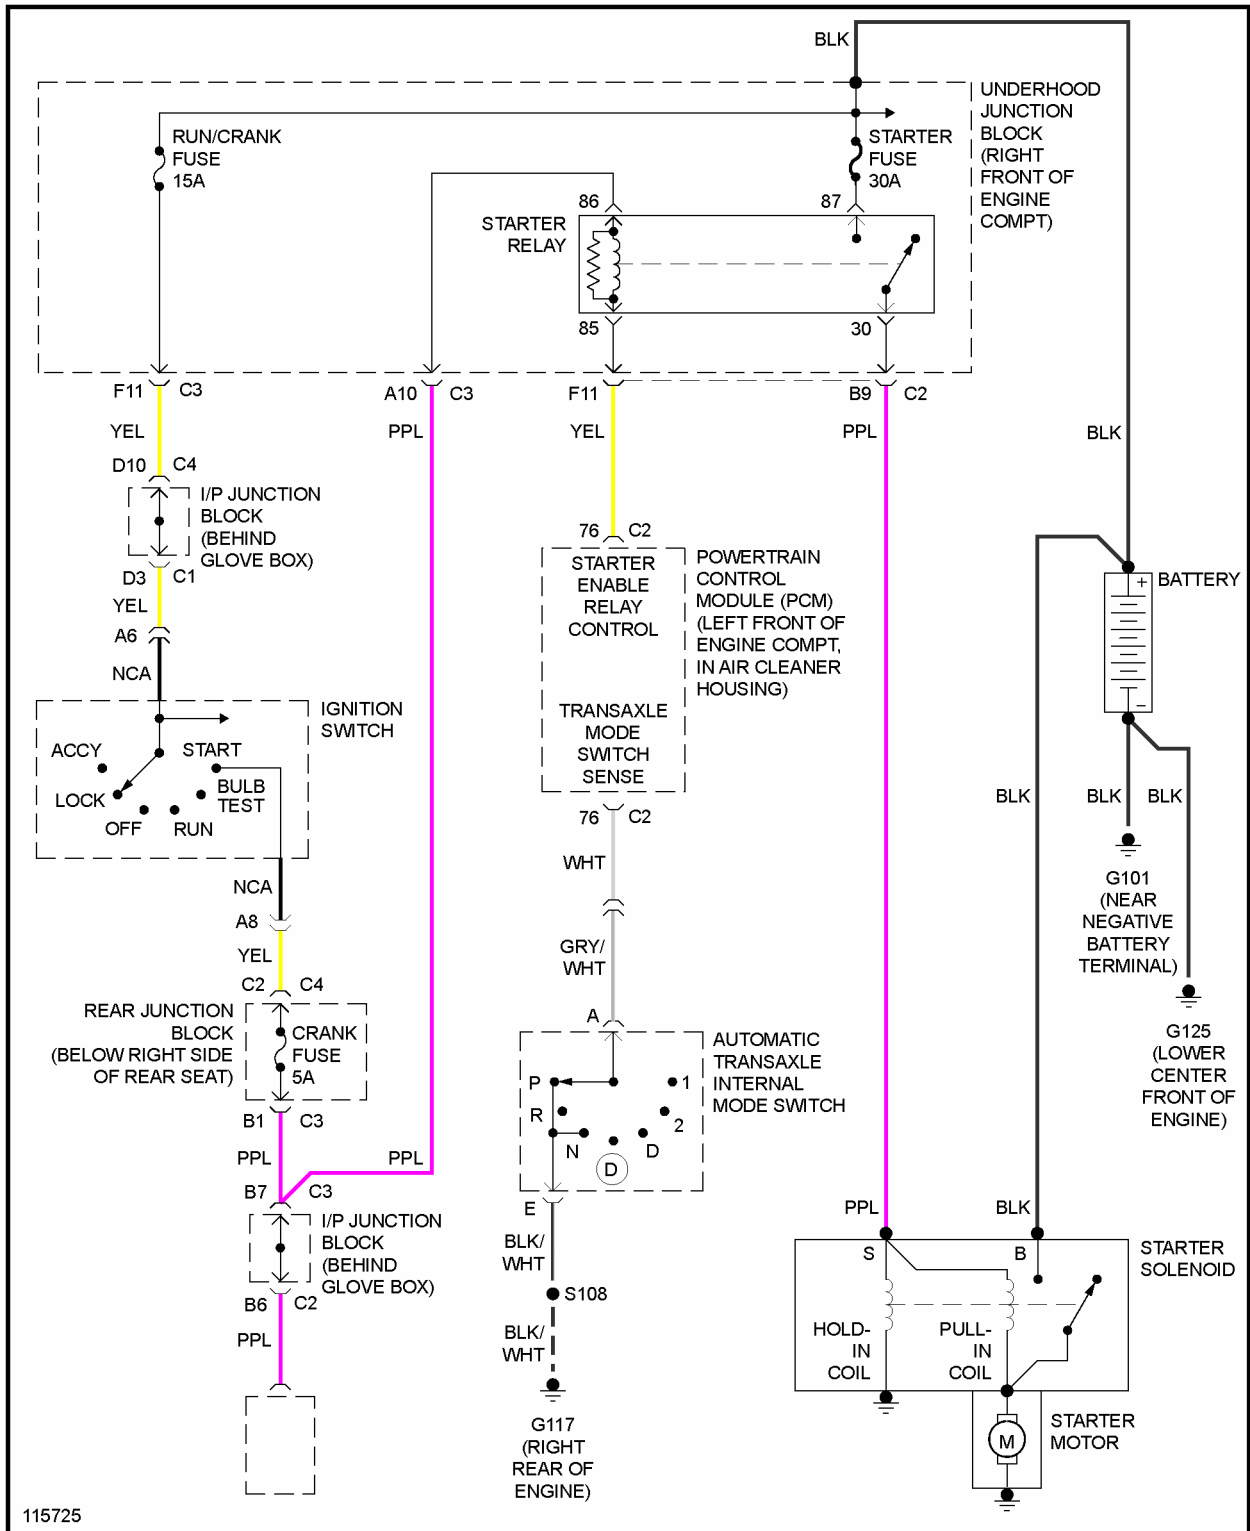 BLK
UNDERHOOD
JUNCTION
BLOCK
(RIGHT
FRONT OF
ENGINE
COMPT)
RUN/CRANK
FUSE
15A
STARTER
FUSE
30A
86
87
STARTER
RELAY
85
30
F11 C3
A10 C3
F11
B9 C2
YEL
PPL
YEL
PPL
BLK
D10 C4
I/P JUNCTION
BLOCK
(BEHIND
GLOVE BOX)
D3 C1
YEL
A6
NCA
76 C2
STARTER
ENABLE
RELAY
CONTROL
TRANSAXLE
MODE
SWITCH
SENSE
POWERTRAIN
CONTROL
MODULE (PCM)
(LEFT FRONT OF
ENGINE COMPT,
IN AIR CLEANER
HOUSING)
76 C2
BATTERY
+
−
IGNITION
SWITCH
ACCY
START
LOCK
BULB
TEST
OFF
RUN
BLK
BLK
BLK
G101
(NEAR
NEGATIVE
BATTERY
TERMINAL)
G125
(LOWER
CENTER
FRONT OF
ENGINE)
NCA
A8
YEL
C2 C4
REAR JUNCTION
BLOCK
(BELOW RIGHT SIDE
OF REAR SEAT)
CRANK
FUSE
5A
B1 C3
PPL
PPL
B7 C3
I/P JUNCTION
BLOCK
(BEHIND
GLOVE BOX)
B6 C2
PPL
WHT
GRY/
WHT
A
AUTOMATIC
TRANSAXLE
INTERNAL
MODE SWITCH
P
R
N
D
D
2
1
E
BLK/
WHT
S108
BLK/
WHT
G117
(RIGHT
REAR OF
ENGINE)
PPL
BLK
S
B
STARTER
SOLENOID
HOLD-
IN
COIL
PULL-
IN
COIL
M
STARTER
MOTOR
115725